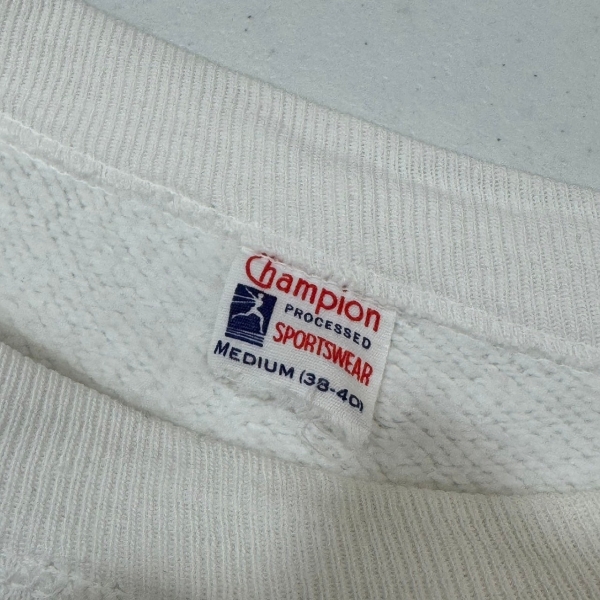 Champion
PROCESSED
SPORTSWEAR
MEDIUM (38-40)